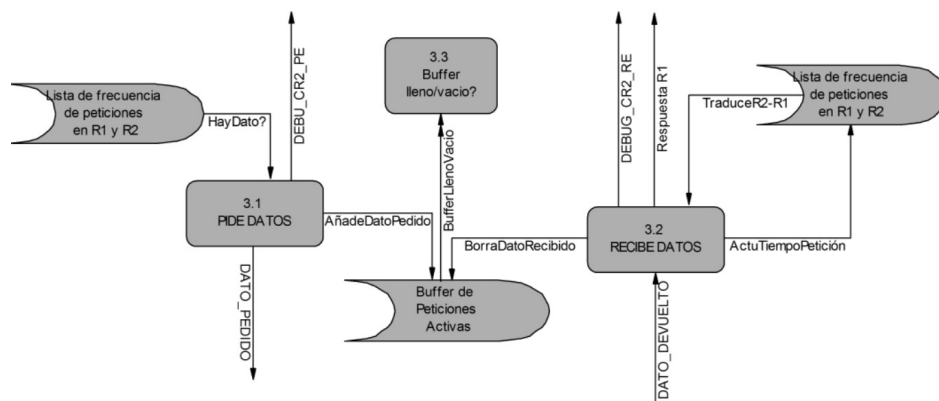 DEBU_CR2_PE
3.3
Buffer
lleno/vacio?
DEBUG_CR2_RE
Respuesta R1
Lista de frecuencia
de peticiones
en R1 y R2
HayDato?
TraduceR2-R1
Lista de frecuencia
de peticiones
en R1 y R2
BufferLlenoVacio
3.1
PIDE DATOS
AñadeDatoPedido
3.2
RECIBE DATOS
BorraDatoRecibido
ActuTiempoPetición
DATO_PEDIDO
Buffer de
Peticiones
Activas
DATO_DEVUELTO